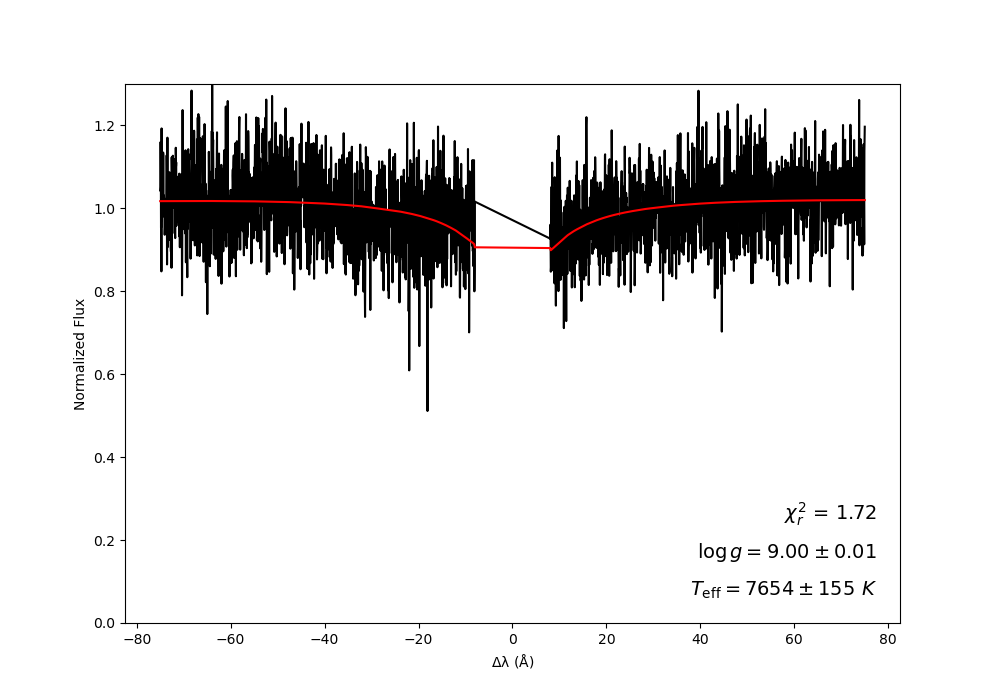 1.2
1.0
0.8
0.6
0.4
0.2
0.0
Normalized Flux
χ²ᵣ = 1.72
log g = 9.00 ± 0.01
T_eff = 7654 ± 155 K
−80 −60 −40 −20 0 20 40 60 80
Δλ (Å)